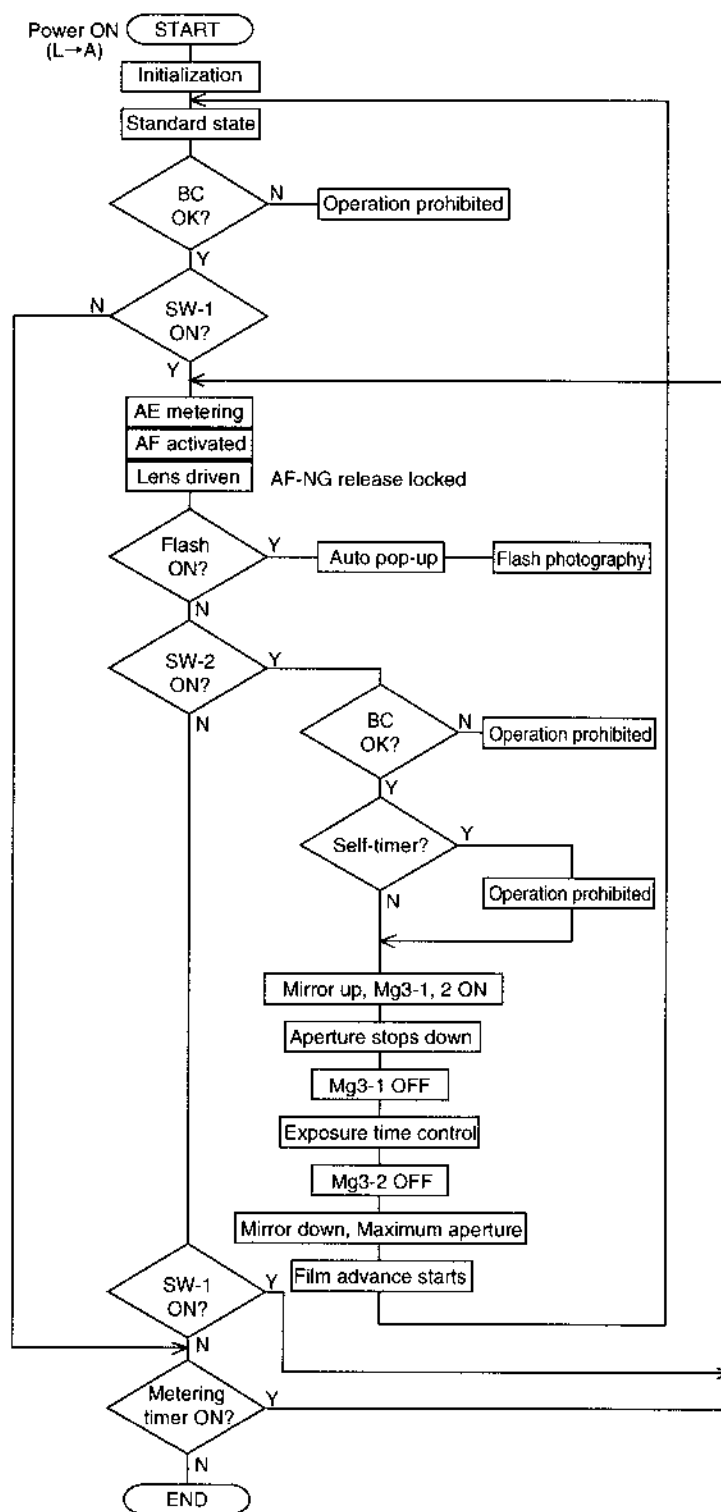 Power ON
(L→A)
START
Initialization
Standard state
BC
OK?
N
Operation prohibited
Y
N
SW-1
ON?
Y
AE metering
AF activated
Lens driven
AF-NG release locked
Flash
ON?
Y
Auto pop-up
Flash photography
N
SW-2
ON?
Y
N
BC
OK?
N
Operation prohibited
Y
Self-timer?
Y
Operation prohibited
N
Mirror up, Mg3-1, 2 ON
Aperture stops down
Mg3-1 OFF
Exposure time control
Mg3-2 OFF
Mirror down, Maximum aperture
Film advance starts
SW-1
ON?
Y
N
Metering
timer ON?
Y
N
END